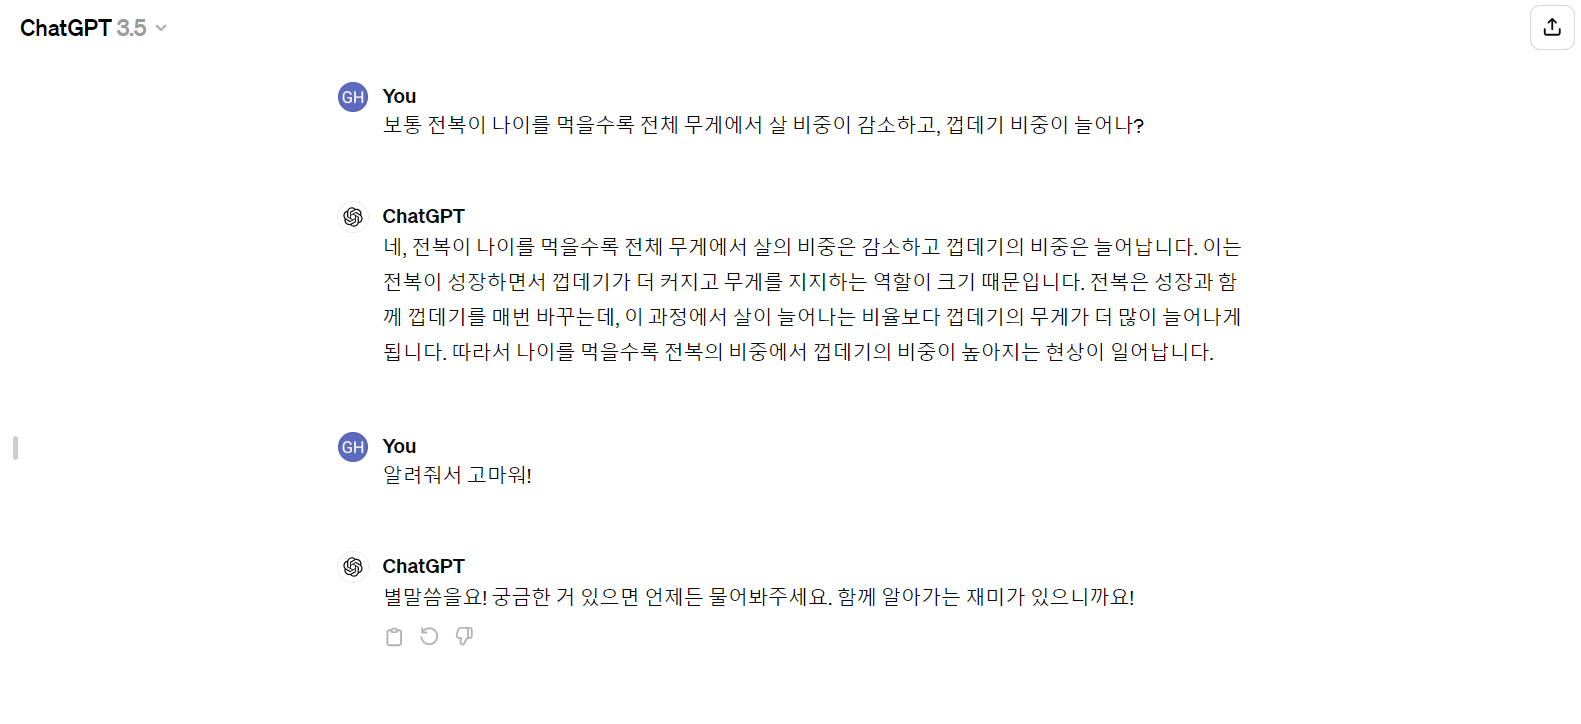 ChatGPT 3.5
GH You
보통 전복이 나이를 먹을수록 전체 무게에서 살 비중이 감소하고, 껍데기 비중이 늘어나?
ChatGPT
네, 전복이 나이를 먹을수록 전체 무게에서 살의 비중은 감소하고 껍데기의 비중은 늘어납니다. 이는
전복이 성장하면서 껍데기가 더 커지고 무게를 지지하는 역할이 크기 때문입니다. 전복은 성장과 함
께 껍데기를 매번 바꾸는데, 이 과정에서 살이 늘어나는 비율보다 껍데기의 무게가 더 많이 늘어나게
됩니다. 따라서 나이를 먹을수록 전복의 비중에서 껍데기의 비중이 높아지는 현상이 일어납니다.
GH You
알려줘서 고마워!
ChatGPT
별말씀을요! 궁금한 거 있으면 언제든 물어봐주세요. 함께 알아가는 재미가 있으니까요!